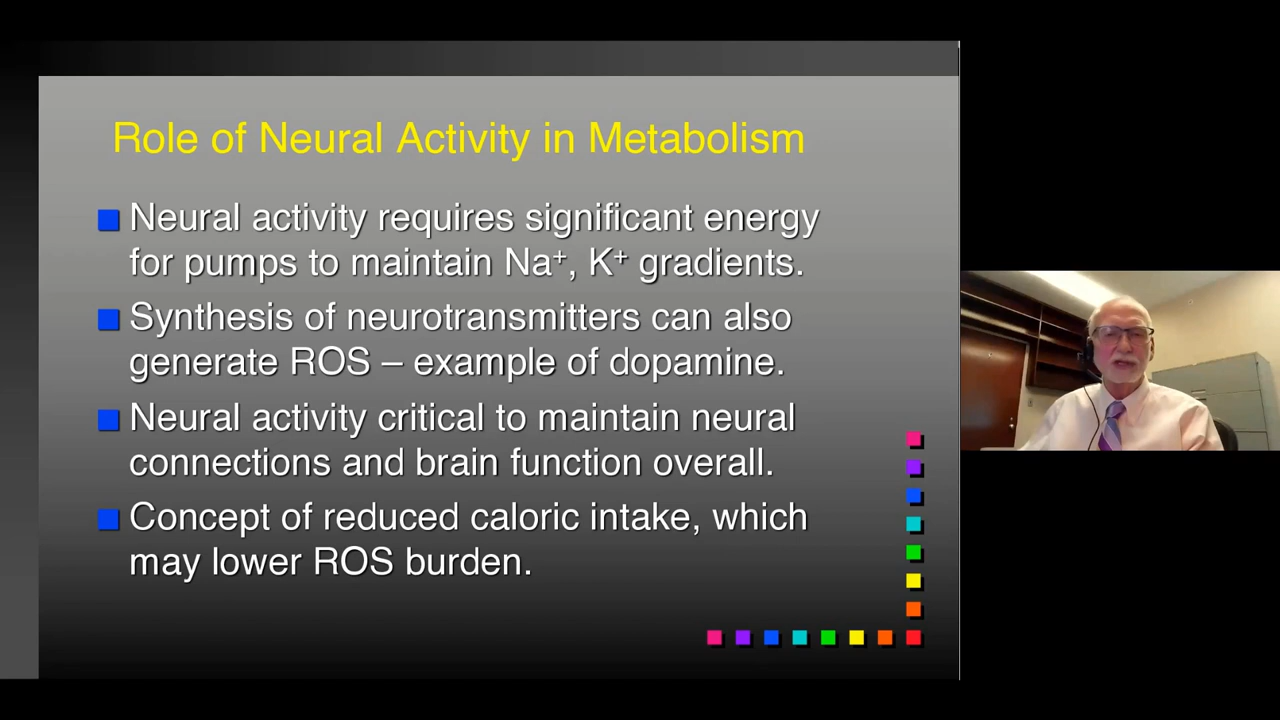 Role of Neural Activity in Metabolism
Neural activity requires significant energy
for pumps to maintain Na⁺, K⁺ gradients.
Synthesis of neurotransmitters can also
generate ROS – example of dopamine.
Neural activity critical to maintain neural
connections and brain function overall.
Concept of reduced caloric intake, which
may lower ROS burden.